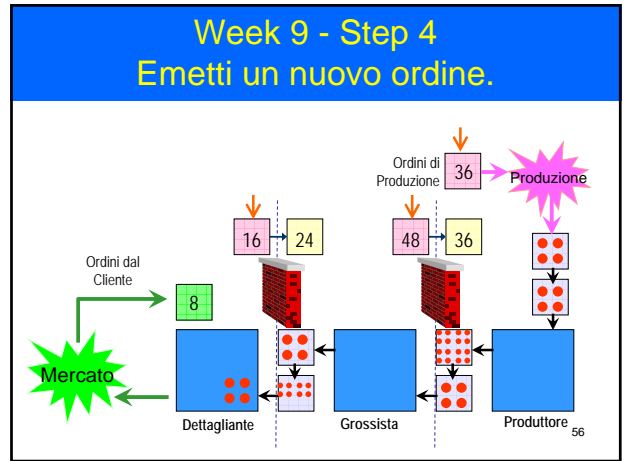 Week 9 - Step 4
Emetti un nuovo ordine.
Ordini di
Produzione
36
Produzione
16
24
48
36
Ordini dal
Cliente
8
Mercato
Dettagliante
Grossista
Produttore
56